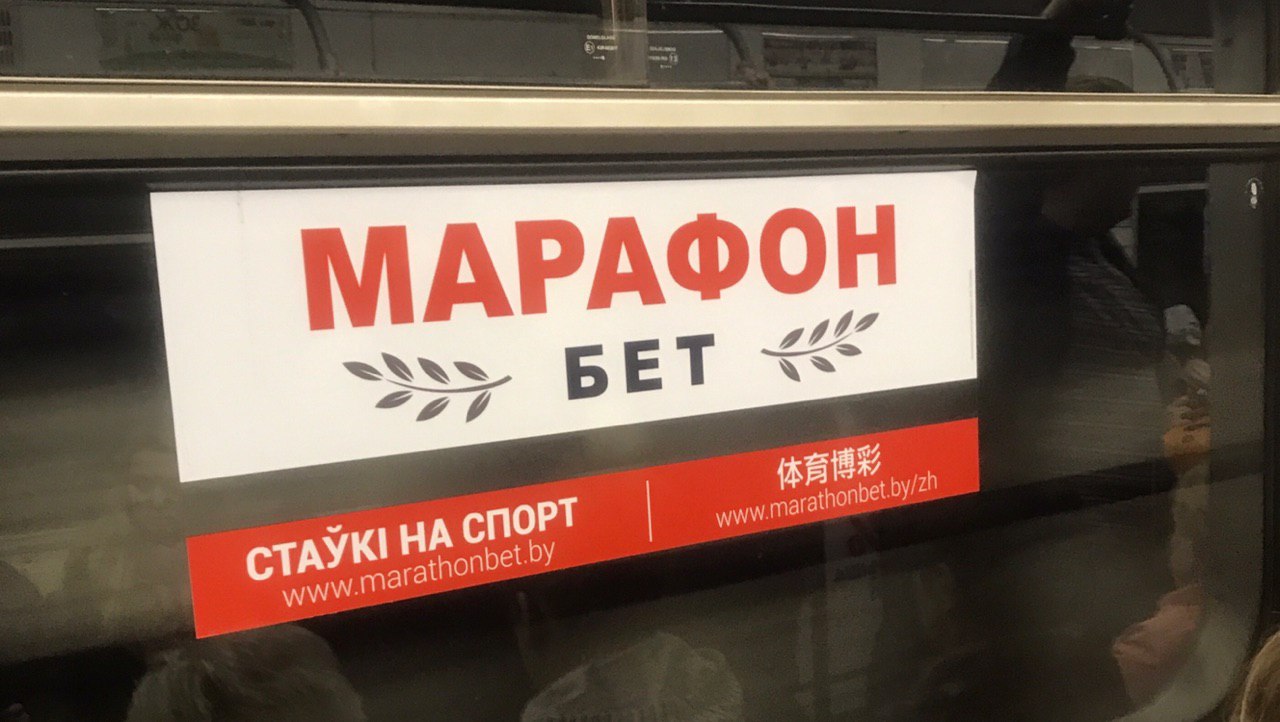 МАРАФОН
БЕТ
СТАЎКІ НА СПОРТ
www.marathonbet.by
体育博彩
www.marathonbet.by/zh